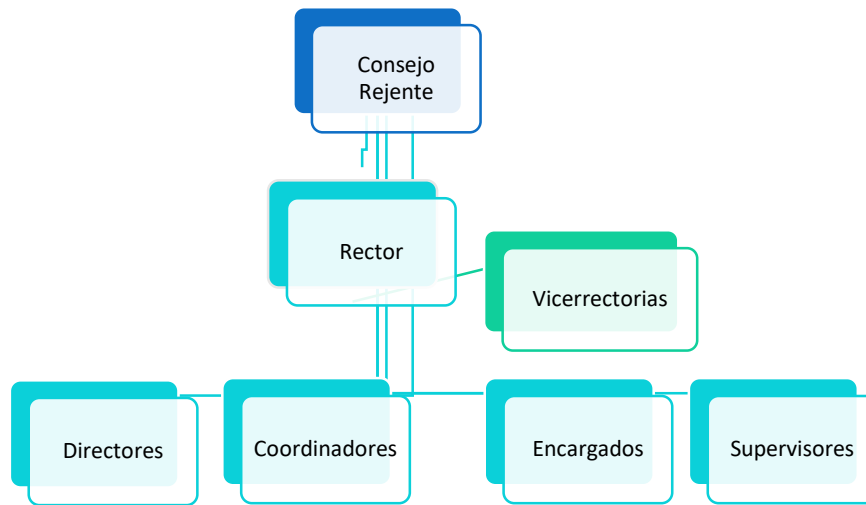 Consejo
Rejente
Rector
Vicerrectorias
Directores
Coordinadores
Encargados
Supervisores